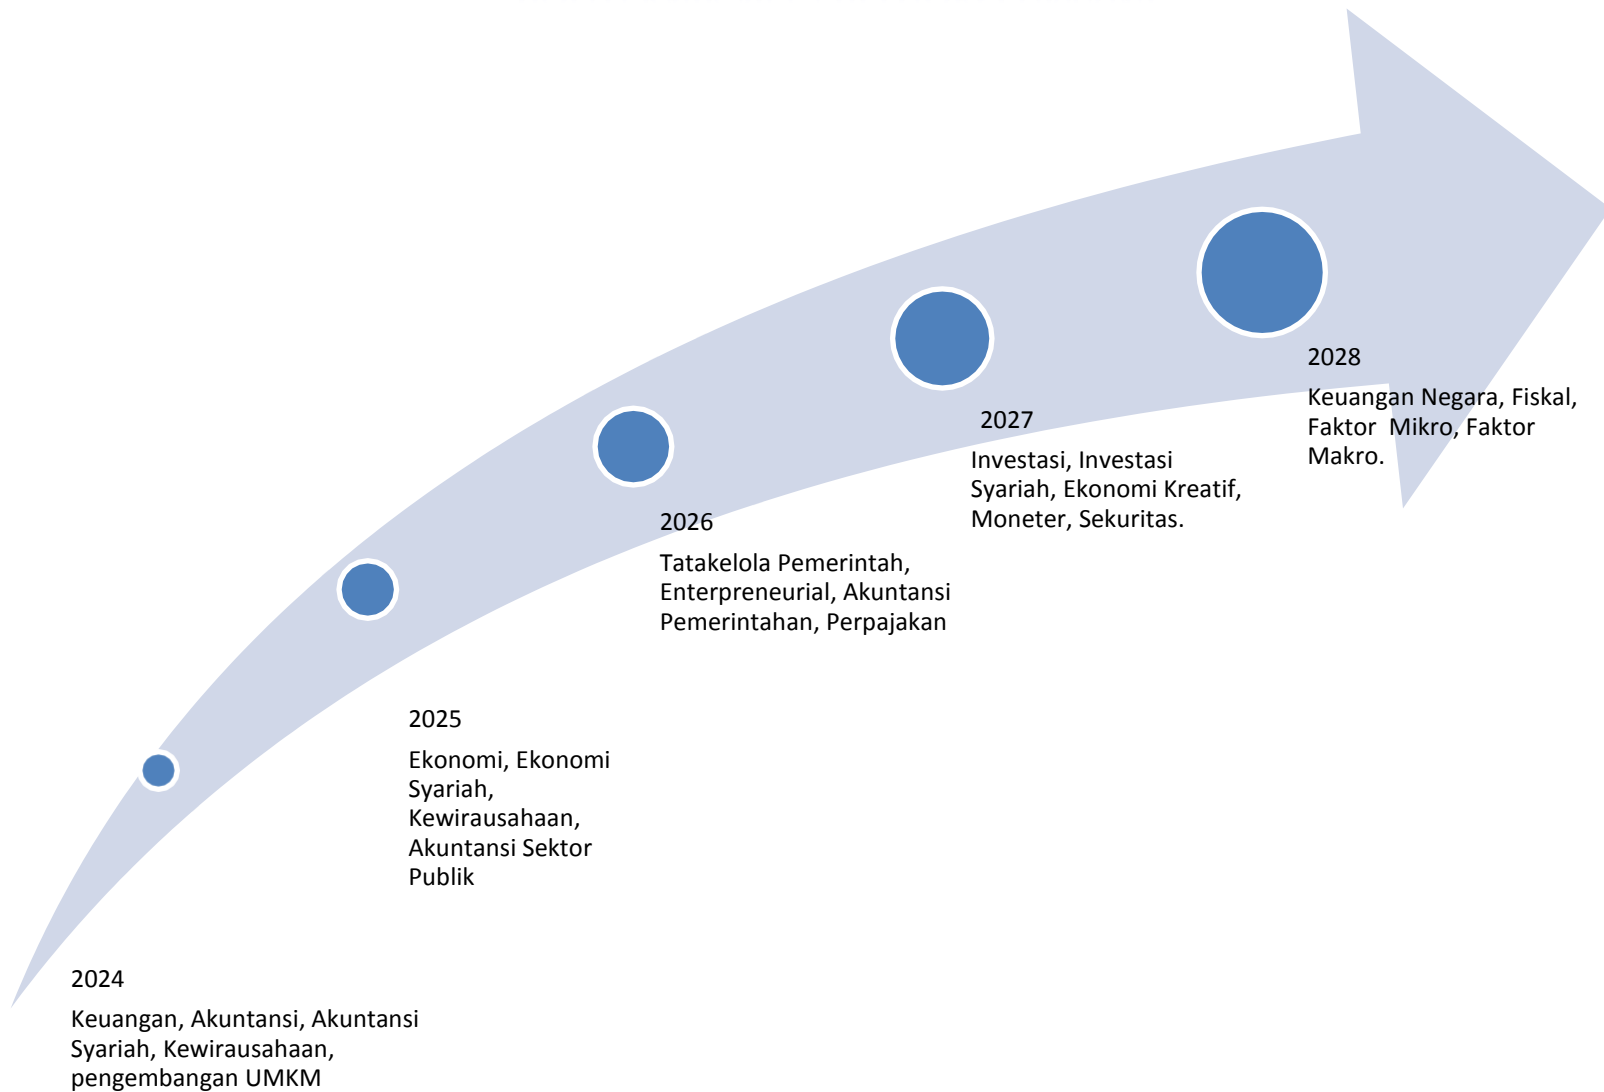 2024
Keuangan, Akuntansi, Akuntansi
Syariah, Kewirausahaan,
pengembangan UMKM
2025
Ekonomi, Ekonomi
Syariah,
Kewirausahaan,
Akuntansi Sektor
Publik
2026
Tatakelola Pemerintah,
Enterpreneurial, Akuntansi
Pemerintahan, Perpajakan
2027
Investasi, Investasi
Syariah, Ekonomi Kreatif,
Moneter, Sekuritas.
2028
Keuangan Negara, Fiskal,
Faktor  Mikro, Faktor
Makro.